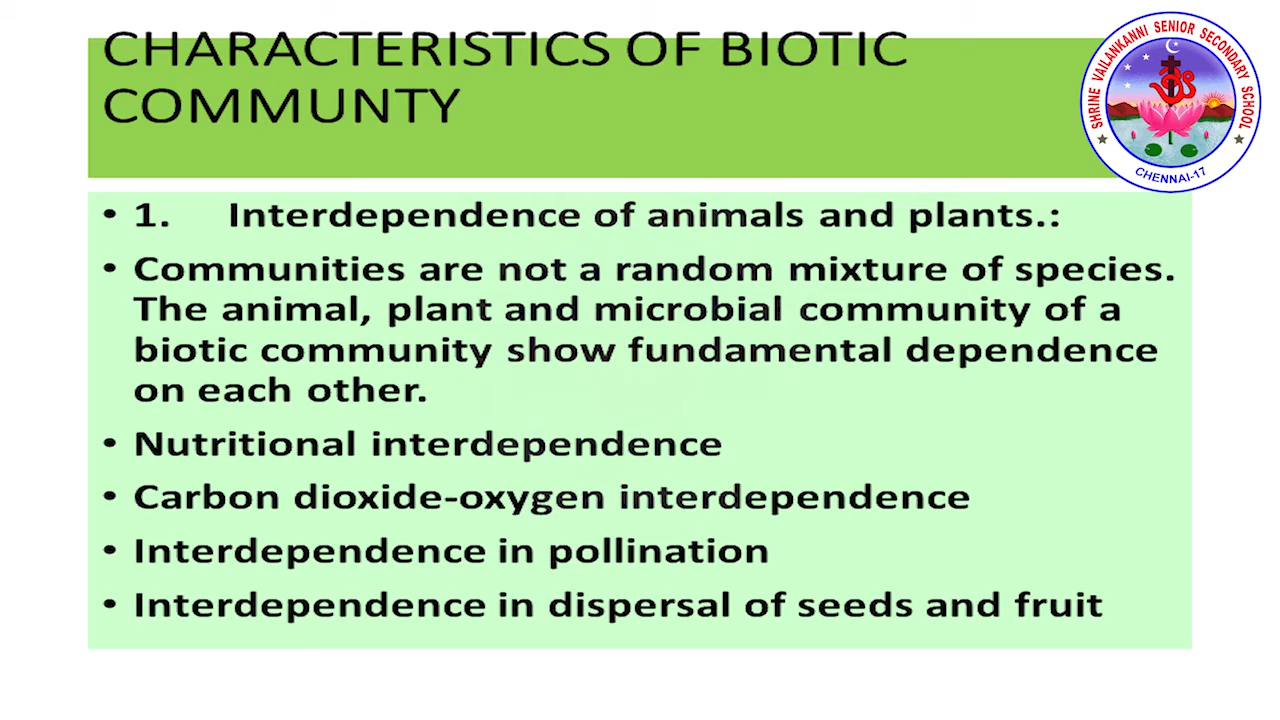 CHARACTERISTICS OF BIOTIC
COMMUNTY
SHRINE VAILANKANNI SENIOR SECONDARY SCHOOL
CHENNAI-17
• 1. Interdependence of animals and plants.:
• Communities are not a random mixture of species.
The animal, plant and microbial community of a
biotic community show fundamental dependence
on each other.
• Nutritional interdependence
• Carbon dioxide-oxygen interdependence
• Interdependence in pollination
• Interdependence in dispersal of seeds and fruit